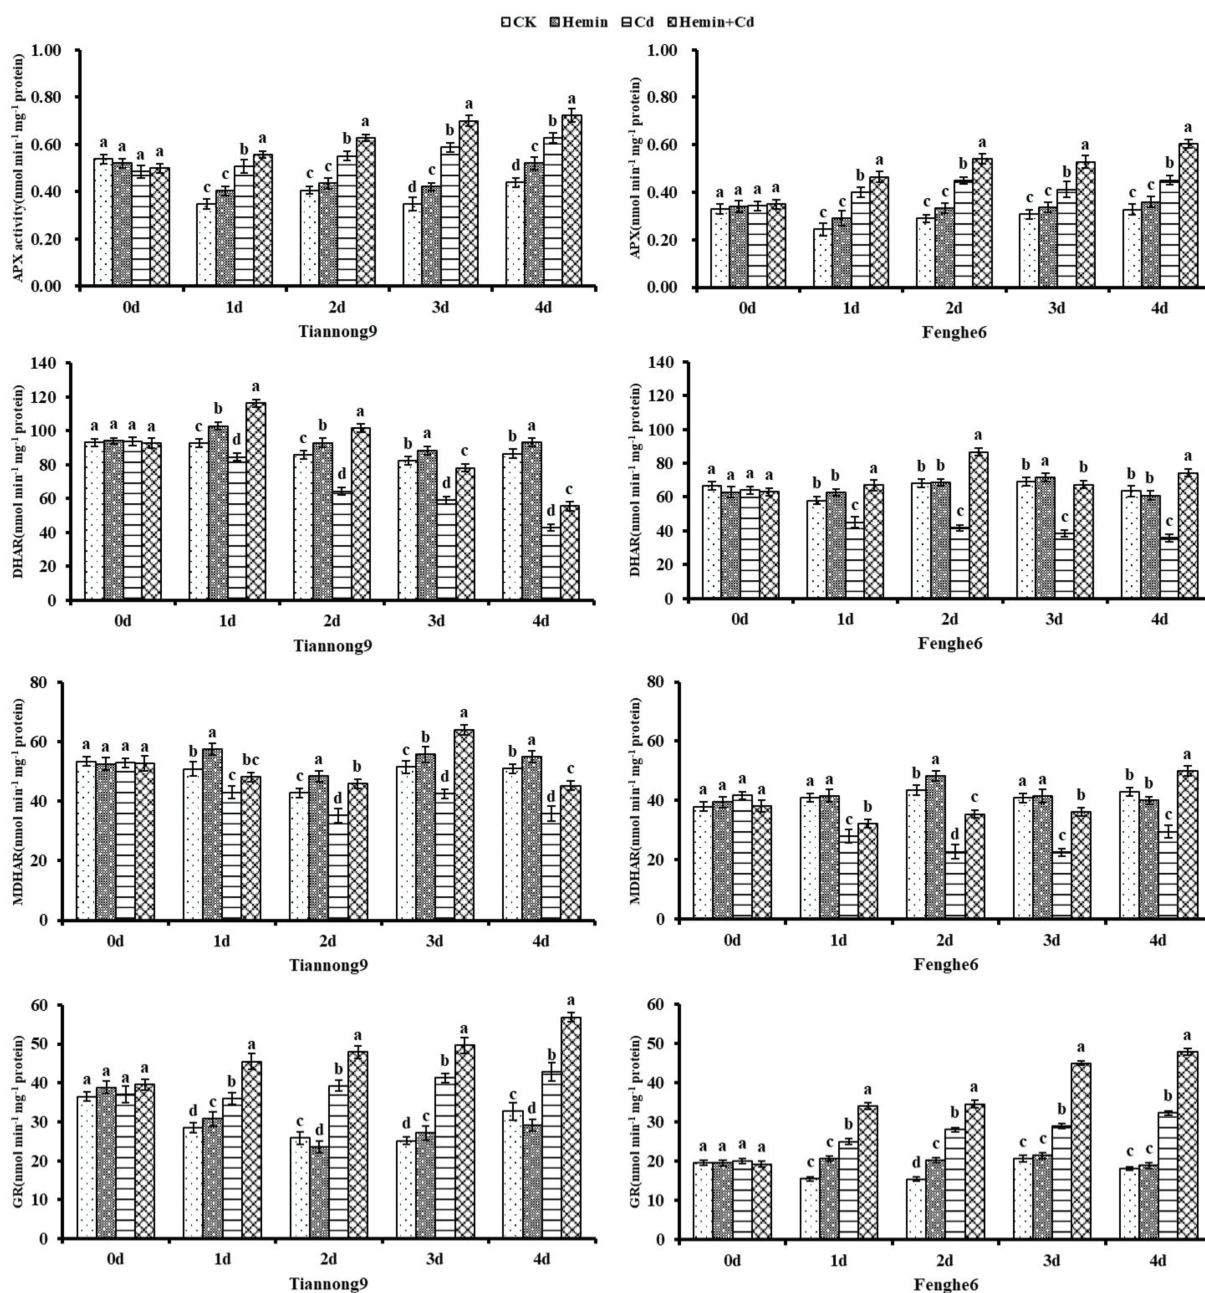 CK Hemin Cd Hemin+Cd
APX activity(nmol min⁻¹ mg⁻¹ protein)
1.00
0.80
0.60
0.40
0.20
0.00
a a a a
c c b a
c c b a
d c b a
d c b a
0d 1d 2d 3d 4d
Tiannong9
APX(nmol min⁻¹ mg⁻¹ protein)
1.00
0.80
0.60
0.40
0.20
0.00
a a a a
c c b a
c c b a
c c b a
c c b a
0d 1d 2d 3d 4d
Fenghe6
DHAR(nmol min⁻¹ mg⁻¹ protein)
140
120
100
80
60
40
20
0
a a a a
c b d a
c b d a
b a d c
b a d c
0d 1d 2d 3d 4d
Tiannong9
DHAR(nmol min⁻¹ mg⁻¹ protein)
140
120
100
80
60
40
20
0
a a a a
b b c a
b b c a
b a c b
b b c a
0d 1d 2d 3d 4d
Fenghe6
MDHAR(nmol min⁻¹ mg⁻¹ protein)
80
60
40
20
0
a a a a
b a c bc
c a d b
c b d a
b a d c
0d 1d 2d 3d 4d
Tiannong9
MDHAR(nmol min⁻¹ mg⁻¹ protein)
80
60
40
20
0
a a a a
a a c b
b a d c
a a c b
b b c a
0d 1d 2d 3d 4d
Fenghe6
GR(nmol min⁻¹ mg⁻¹ protein)
60
50
40
30
20
10
0
a a a a
d c b a
c d b a
c c b a
c d b a
0d 1d 2d 3d 4d
Tiannong9
GR(nmol min⁻¹ mg⁻¹ protein)
60
50
40
30
20
10
0
a a a a
c c b a
d c b a
c c b a
c c b a
0d 1d 2d 3d 4d
Fenghe6